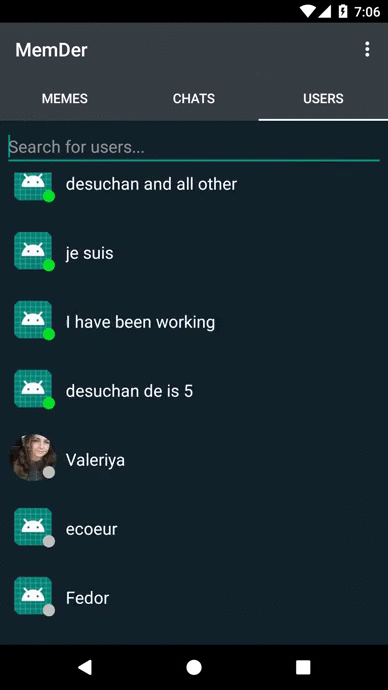 7:06
MemDer
MEMES CHATS USERS
Search for users...
desuchan and all other
je suis
I have been working
desuchan de is 5
Valeriya
ecoeur
Fedor